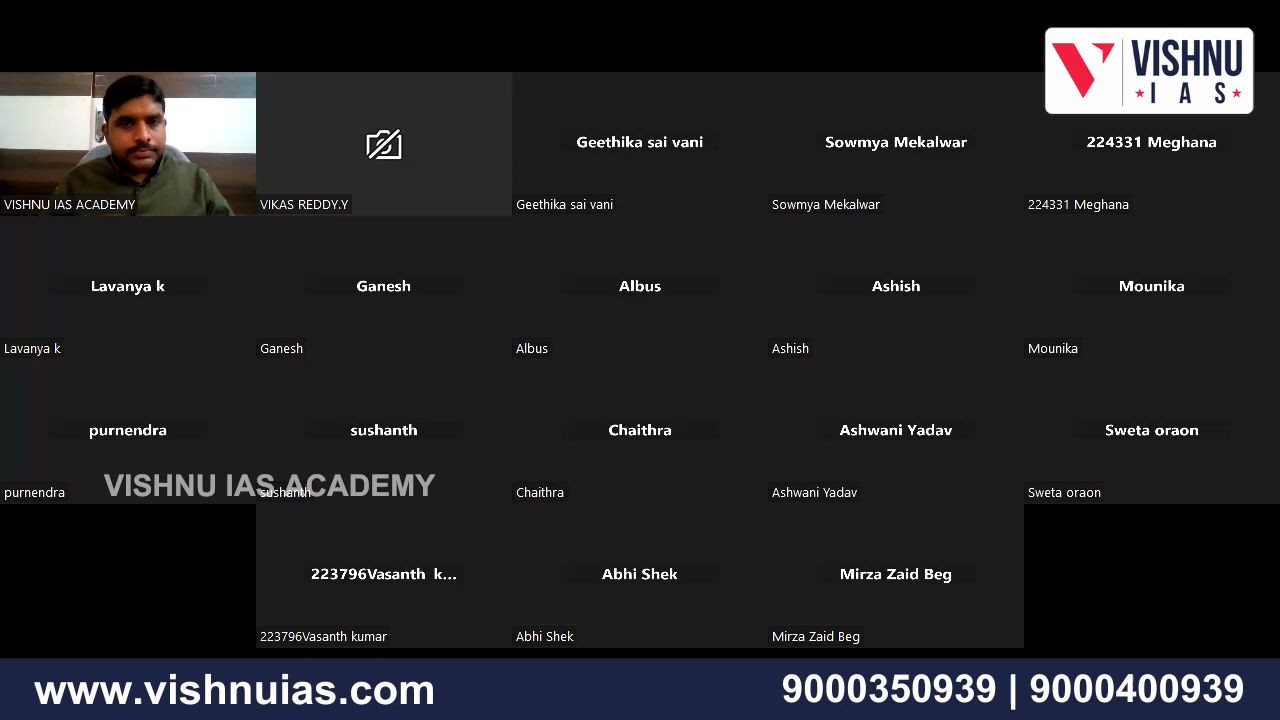 VISHNU
IAS
Geethika sai vani
Sowmya Mekalwar
224331 Meghana
VISHNU IAS ACADEMY
VIKAS REDDY.Y
Geethika sai vani
Sowmya Mekalwar
224331 Meghana
Lavanya k
Ganesh
Albus
Ashish
Mounika
Lavanya k
Ganesh
Albus
Ashish
Mounika
purnendra
sushanth
Chaithra
Ashwani Yadav
Sweta oraon
VISHNU IAS ACADEMY
purnendra
sushanth
Chaithra
Ashwani Yadav
Sweta oraon
223796Vasanth k...
Abhi Shek
Mirza Zaid Beg
223796Vasanth kumar
Abhi Shek
Mirza Zaid Beg
www.vishnuias.com
9000350939 | 9000400939